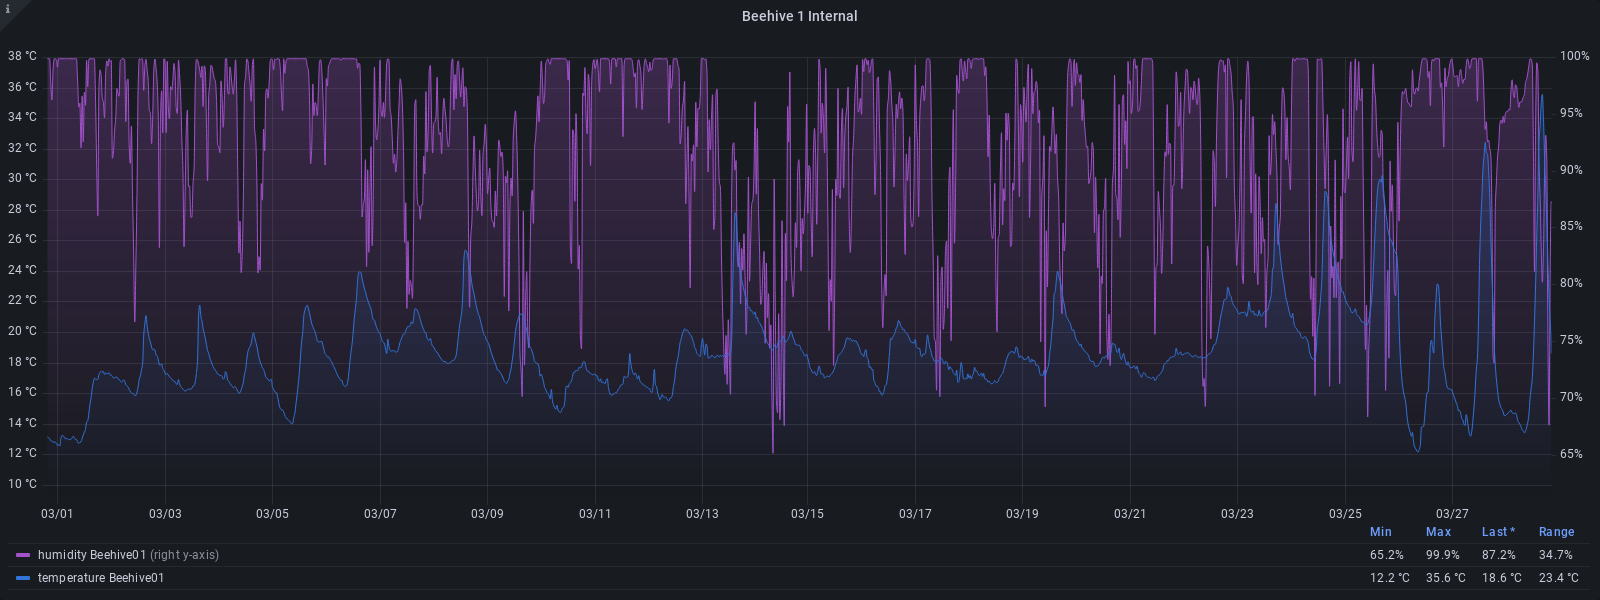 i
Beehive 1 Internal
38 °C 100%
36 °C
34 °C 95%
32 °C
30 °C 90%
28 °C
26 °C 85%
24 °C
22 °C 80%
20 °C
18 °C 75%
16 °C 70%
14 °C
12 °C 65%
10 °C
03/01 03/03 03/05 03/07 03/09 03/11 03/13 03/15 03/17 03/19 03/21 03/23 03/25 03/27
Min Max Last * Range
humidity Beehive01 (right y-axis) 65.2% 99.9% 87.2% 34.7%
temperature Beehive01 12.2 °C 35.6 °C 18.6 °C 23.4 °C